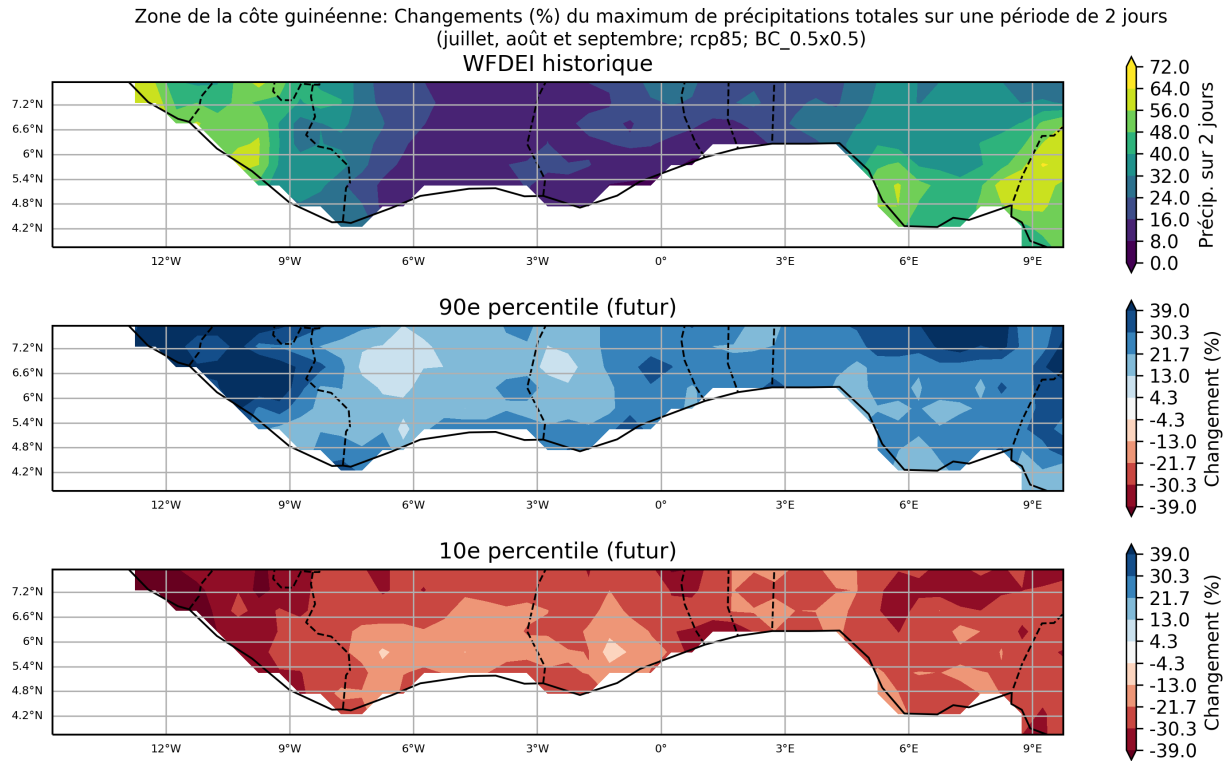 Zone de la côte guinéenne: Changements (%) du maximum de précipitations totales sur une période de 2 jours
(juillet, août et septembre; rcp85; BC_0.5x0.5)
WFDEI historique
7.2°N
6.6°N
6°N
5.4°N
4.8°N
4.2°N
12°W 9°W 6°W 3°W 0° 3°E 6°E 9°E
72.0
64.0
56.0
48.0
40.0
32.0
24.0
16.0
8.0
0.0
Précip. sur 2 jours
90e percentile (futur)
7.2°N
6.6°N
6°N
5.4°N
4.8°N
4.2°N
12°W 9°W 6°W 3°W 0° 3°E 6°E 9°E
39.0
30.3
21.7
13.0
4.3
-4.3
-13.0
-21.7
-30.3
-39.0
Changement (%)
10e percentile (futur)
7.2°N
6.6°N
6°N
5.4°N
4.8°N
4.2°N
12°W 9°W 6°W 3°W 0° 3°E 6°E 9°E
39.0
30.3
21.7
13.0
4.3
-4.3
-13.0
-21.7
-30.3
-39.0
Changement (%)